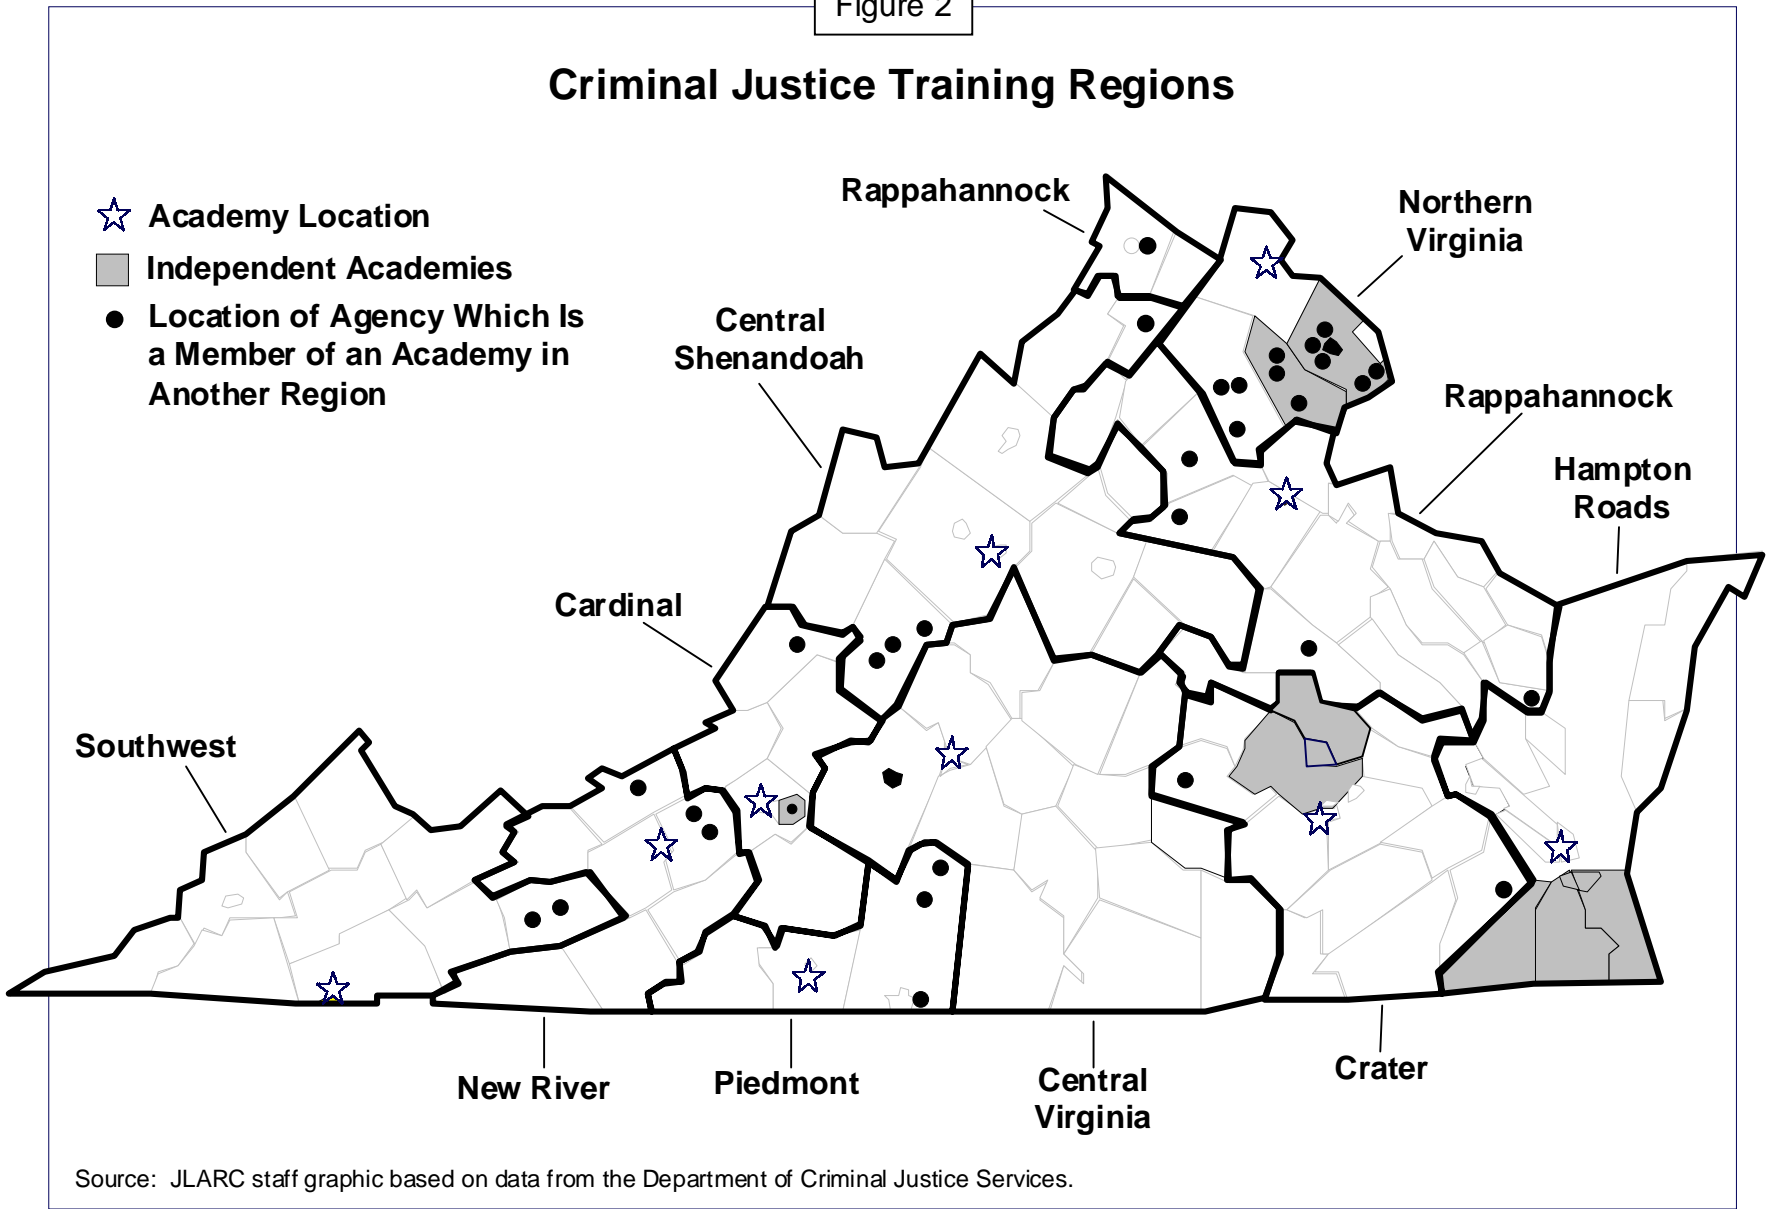 Figure 2
Criminal Justice Training Regions
Academy Location
Independent Academies
Location of Agency Which Is
a Member of an Academy in
Another Region
Rappahannock
Northern
Virginia
Central
Shenandoah
Rappahannock
Hampton
Roads
Cardinal
Southwest
New River
Piedmont
Central
Virginia
Crater
Source:  JLARC staff graphic based on data from the Department of Criminal Justice Services.